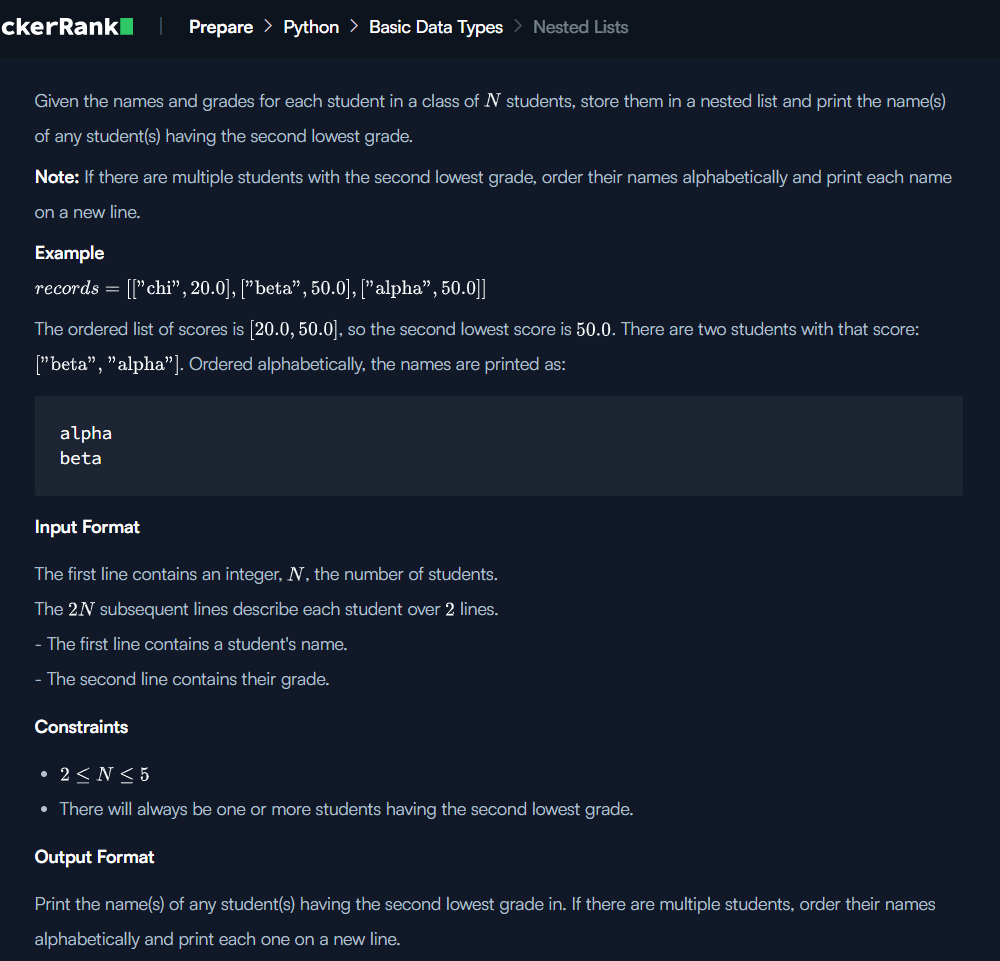 ckerRank
Prepare > Python > Basic Data Types > Nested Lists
Given the names and grades for each student in a class of N students, store them in a nested list and print the name(s)
of any student(s) having the second lowest grade.
Note: If there are multiple students with the second lowest grade, order their names alphabetically and print each name
on a new line.
Example
records = [["chi", 20.0], ["beta", 50.0], ["alpha", 50.0]]
The ordered list of scores is [20.0, 50.0], so the second lowest score is 50.0. There are two students with that score:
["beta", "alpha"]. Ordered alphabetically, the names are printed as:
alpha
beta
Input Format
The first line contains an integer, N, the number of students.
The 2N subsequent lines describe each student over 2 lines.
- The first line contains a student's name.
- The second line contains their grade.
Constraints
• 2 ≤ N ≤ 5
• There will always be one or more students having the second lowest grade.
Output Format
Print the name(s) of any student(s) having the second lowest grade in. If there are multiple students, order their names
alphabetically and print each one on a new line.